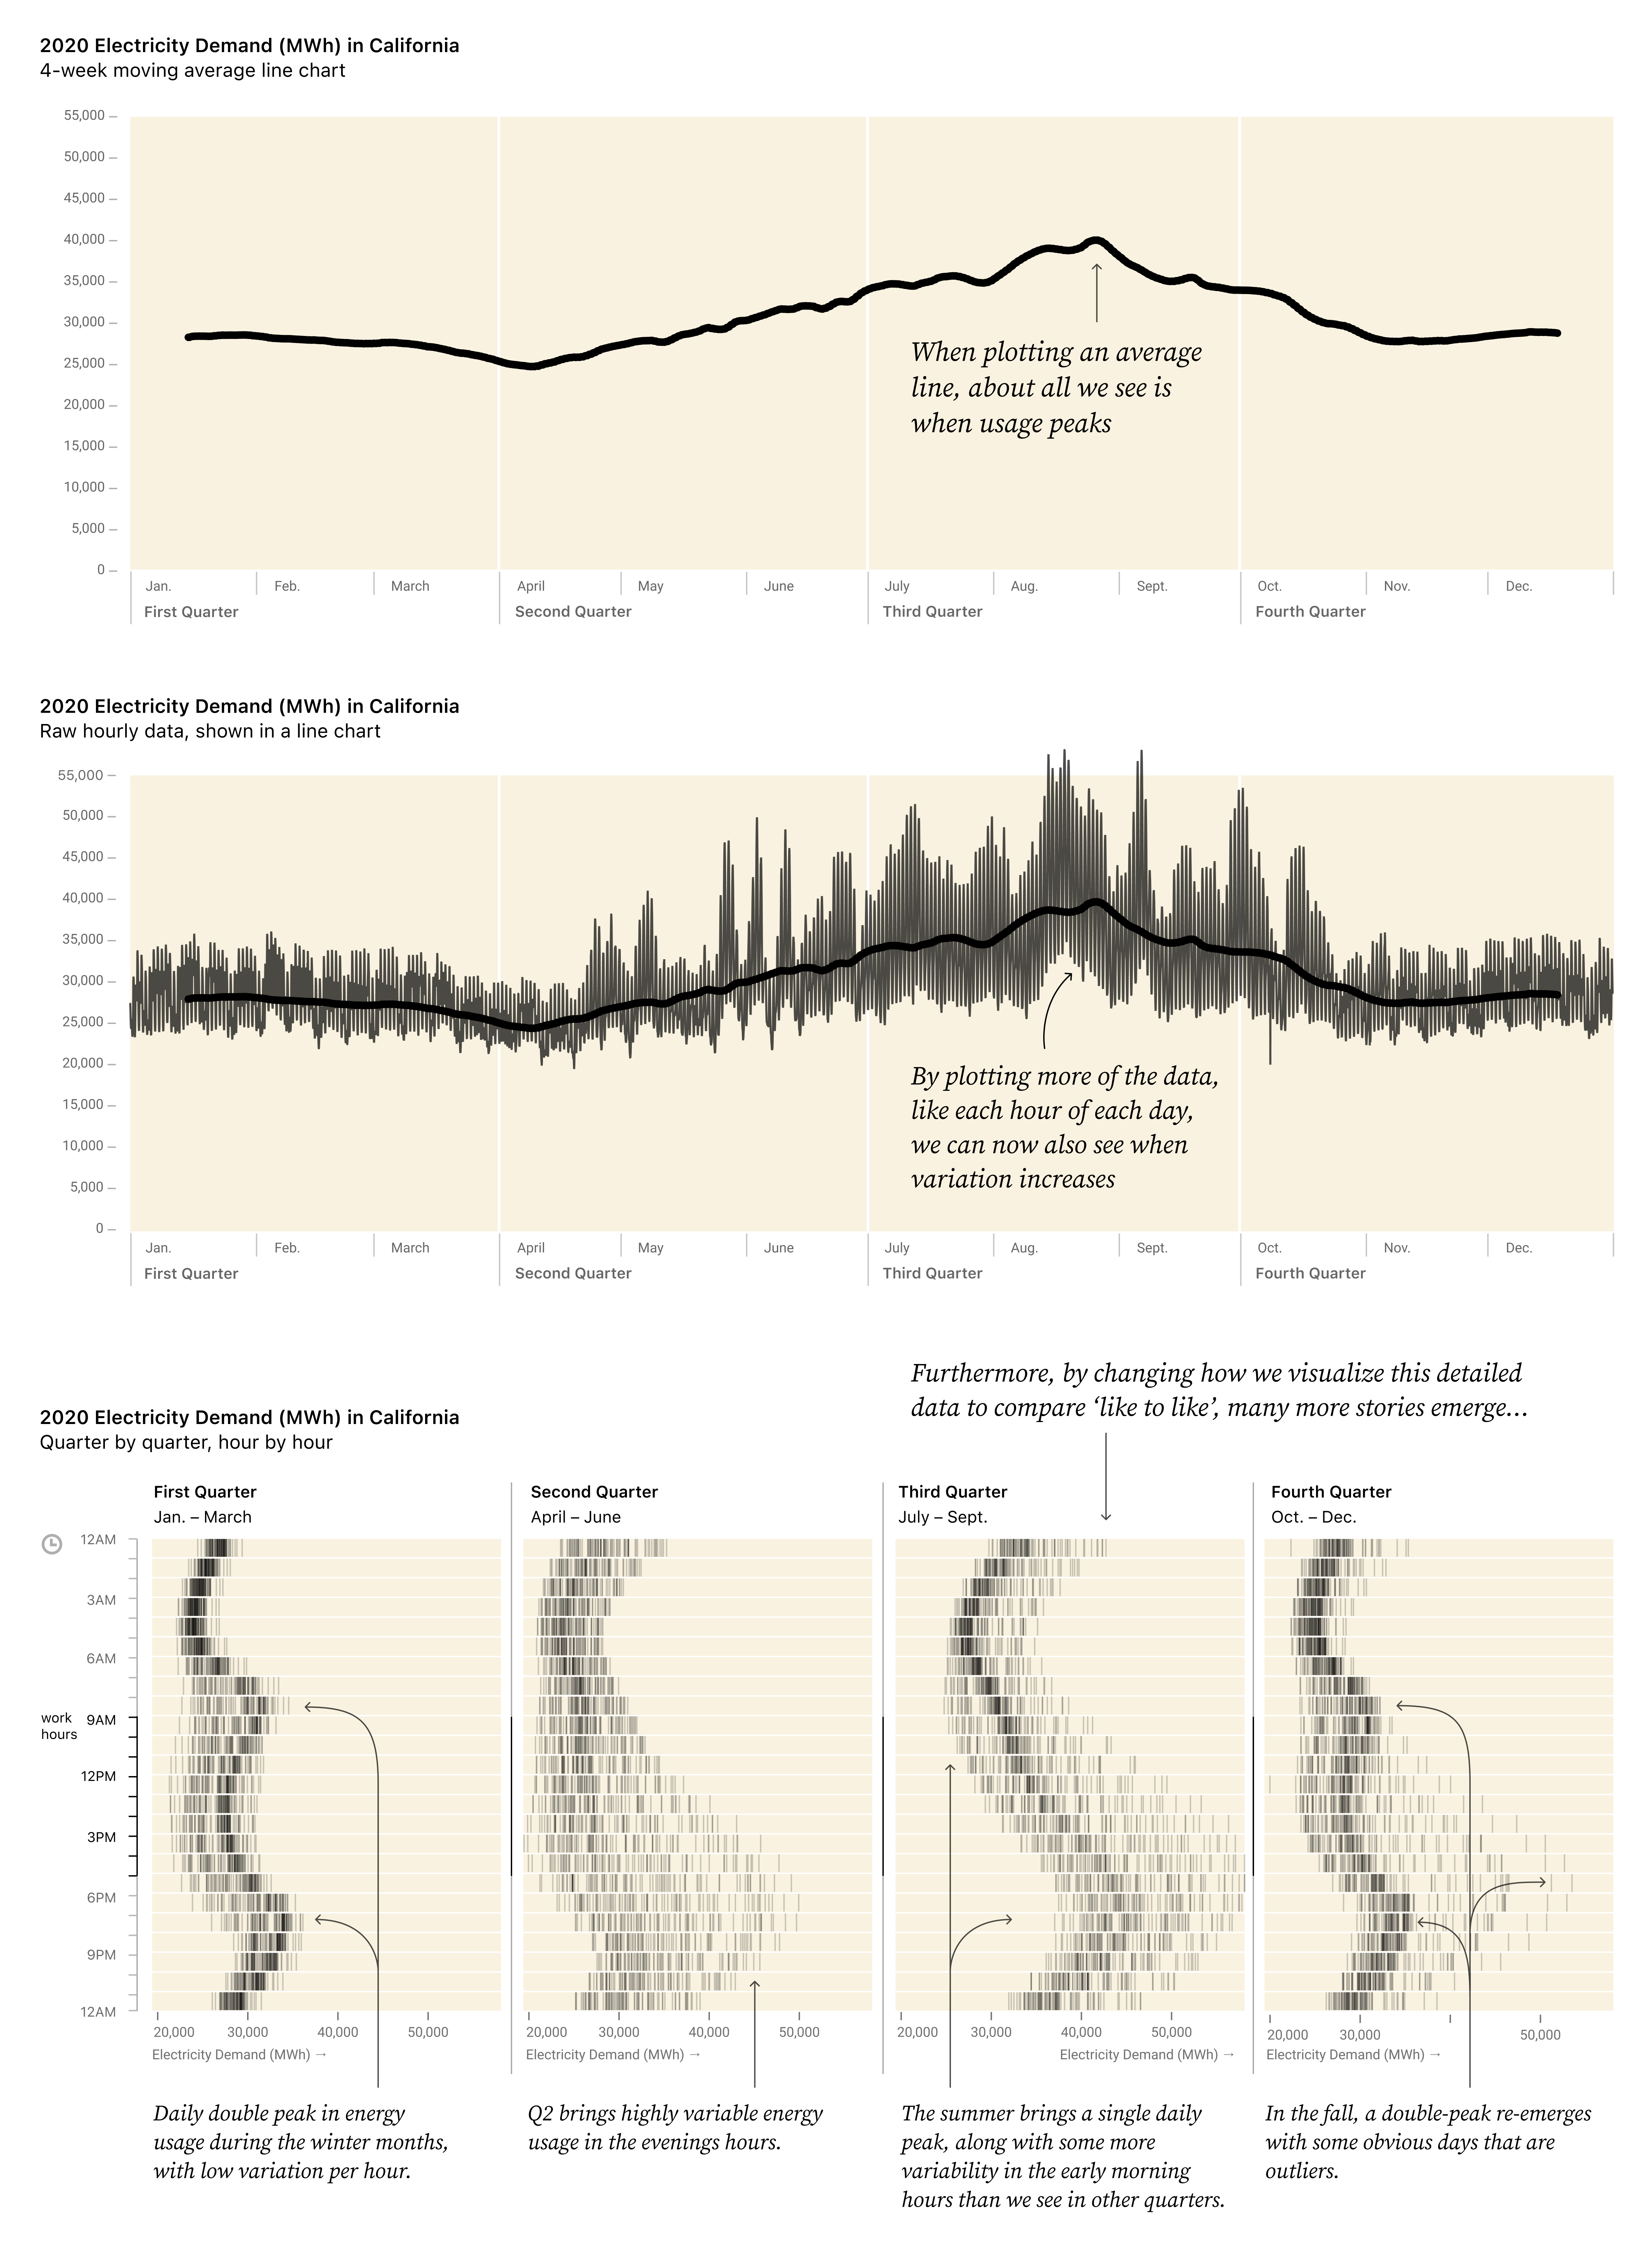 2020 Electricity Demand (MWh) in California
4-week moving average line chart
55,000
50,000
45,000
40,000
35,000
30,000
25,000
20,000
15,000
10,000
5,000
0
When plotting an average
line, about all we see is
when usage peaks
Jan. Feb. March April May June July Aug. Sept. Oct. Nov. Dec.
First Quarter Second Quarter Third Quarter Fourth Quarter
2020 Electricity Demand (MWh) in California
Raw hourly data, shown in a line chart
55,000
50,000
45,000
40,000
35,000
30,000
25,000
20,000
15,000
10,000
5,000
0
By plotting more of the data,
like each hour of each day,
we can now also see when
variation increases
Jan. Feb. March April May June July Aug. Sept. Oct. Nov. Dec.
First Quarter Second Quarter Third Quarter Fourth Quarter
Furthermore, by changing how we visualize this detailed
data to compare ‘like to like’, many more stories emerge...
2020 Electricity Demand (MWh) in California
Quarter by quarter, hour by hour
First Quarter Second Quarter Third Quarter Fourth Quarter
Jan. – March April – June July – Sept. Oct. – Dec.
12AM
3AM
6AM
work
hours
9AM
12PM
3PM
6PM
9PM
12AM
20,000 30,000 40,000 50,000 20,000 30,000 40,000 50,000 20,000 30,000 40,000 50,000 20,000 30,000 50,000
Electricity Demand (MWh) → Electricity Demand (MWh) → Electricity Demand (MWh) → Electricity Demand (MWh) →
Daily double peak in energy
usage during the winter months,
with low variation per hour.
Q2 brings highly variable energy
usage in the evenings hours.
The summer brings a single daily
peak, along with some more
variability in the early morning
hours than we see in other quarters.
In the fall, a double-peak re-emerges
with some obvious days that are
outliers.